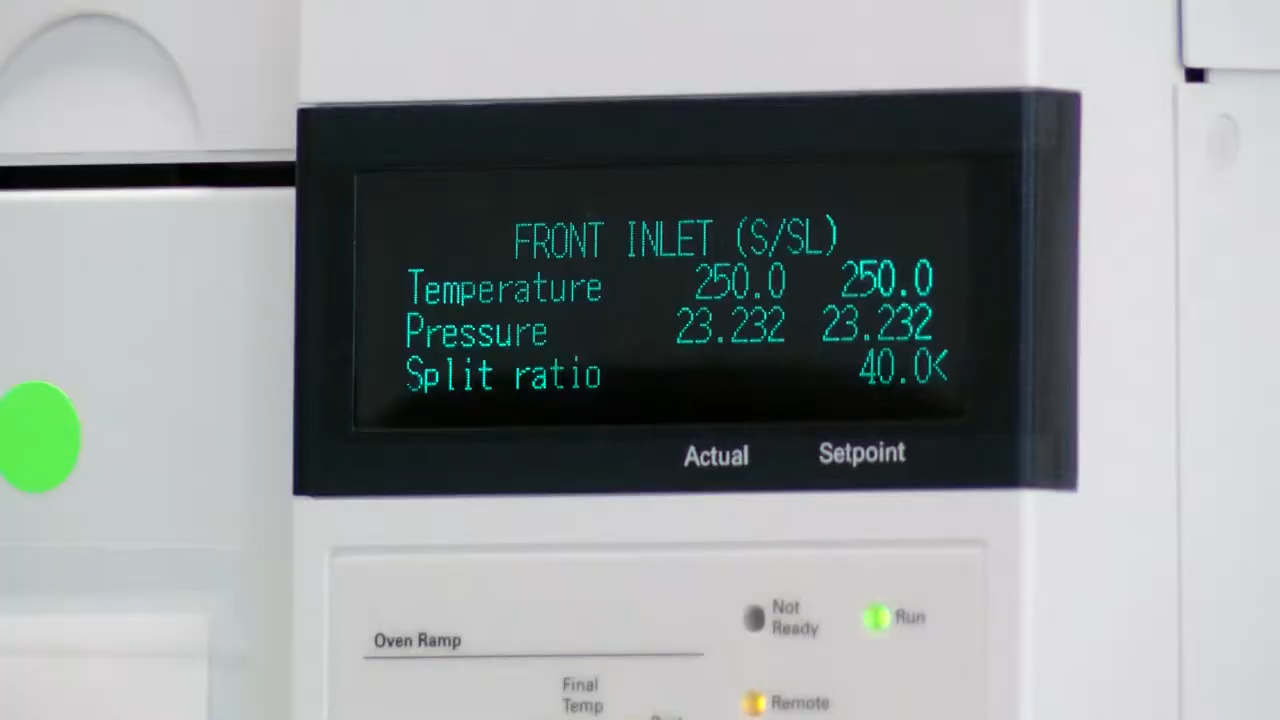 FRONT INLET (S/SL)
Temperature 250.0 250.0
Pressure 23.232 23.232
Split ratio 40.0<
Actual Setpoint
Not Ready
Run
Oven Ramp
Final Temp
Remote